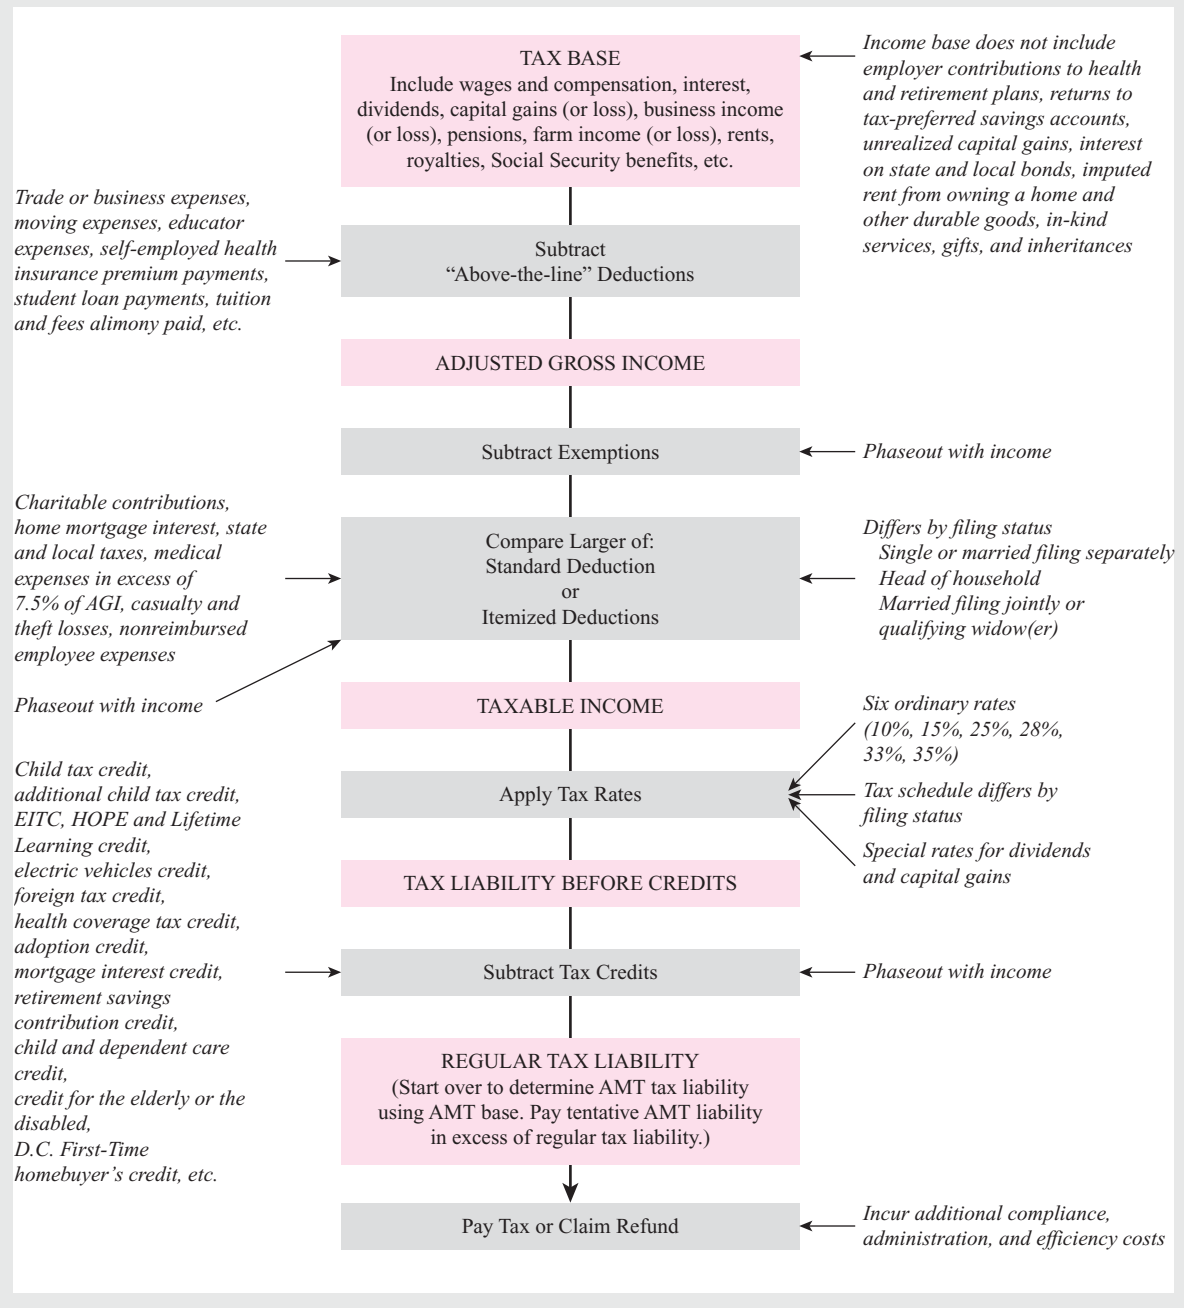 TAX BASE
Include wages and compensation, interest,
dividends, capital gains (or loss), business income
(or loss), pensions, farm income (or loss), rents,
royalties, Social Security benefits, etc.
Income base does not include
employer contributions to health
and retirement plans, returns to
tax-preferred savings accounts,
unrealized capital gains, interest
on state and local bonds, imputed
rent from owning a home and
other durable goods, in-kind
services, gifts, and inheritances
Trade or business expenses,
moving expenses, educator
expenses, self-employed health
insurance premium payments,
student loan payments, tuition
and fees alimony paid, etc.
Subtract
“Above-the-line” Deductions
ADJUSTED GROSS INCOME
Subtract Exemptions
Phaseout with income
Charitable contributions,
home mortgage interest, state
and local taxes, medical
expenses in excess of
7.5% of AGI, casualty and
theft losses, nonreimbursed
employee expenses
Phaseout with income
Compare Larger of:
Standard Deduction
or
Itemized Deductions
Differs by filing status
Single or married filing separately
Head of household
Married filing jointly or
qualifying widow(er)
TAXABLE INCOME
Six ordinary rates
(10%, 15%, 25%, 28%,
33%, 35%)
Apply Tax Rates
Tax schedule differs by
filing status
Special rates for dividends
and capital gains
TAX LIABILITY BEFORE CREDITS
Child tax credit,
additional child tax credit,
EITC, HOPE and Lifetime
Learning credit,
electric vehicles credit,
foreign tax credit,
health coverage tax credit,
adoption credit,
mortgage interest credit,
retirement savings
contribution credit,
child and dependent care
credit,
credit for the elderly or the
disabled,
D.C. First-Time
homebuyer’s credit, etc.
Subtract Tax Credits
Phaseout with income
REGULAR TAX LIABILITY
(Start over to determine AMT tax liability
using AMT base. Pay tentative AMT liability
in excess of regular tax liability.)
Pay Tax or Claim Refund
Incur additional compliance,
administration, and efficiency costs